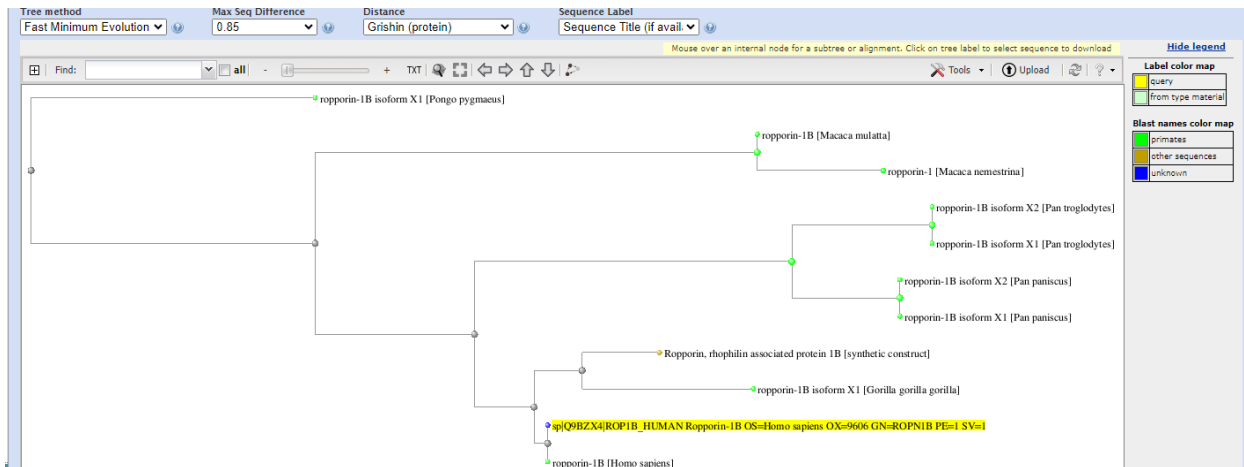 Tree method Max Seq Difference Distance Sequence Label
Fast Minimum Evolution 0.85 Grishin (protein) Sequence Title (if avail.
Mouse over an internal node for a subtree or alignment. Click on tree label to select sequence to download
Hide legend
Find: all - + TXT Tools Upload ?
Label color map
query
from type material
Blast names color map
primates
other sequences
unknown
ropporin-1B isoform X1 [Pongo pygmaeus]
ropporin-1B [Macaca mulatta]
ropporin-1 [Macaca nemestrina]
ropporin-1B isoform X2 [Pan troglodytes]
ropporin-1B isoform X1 [Pan troglodytes]
ropporin-1B isoform X2 [Pan paniscus]
ropporin-1B isoform X1 [Pan paniscus]
Ropporin, rhophilin associated protein 1B [synthetic construct]
ropporin-1B isoform X1 [Gorilla gorilla gorilla]
sp|Q9BZX4|ROP1B_HUMAN Ropporin-1B OS=Homo sapiens OX=9606 GN=ROPN1B PE=1 SV=1
ropporin-1B [Homo sapiens]